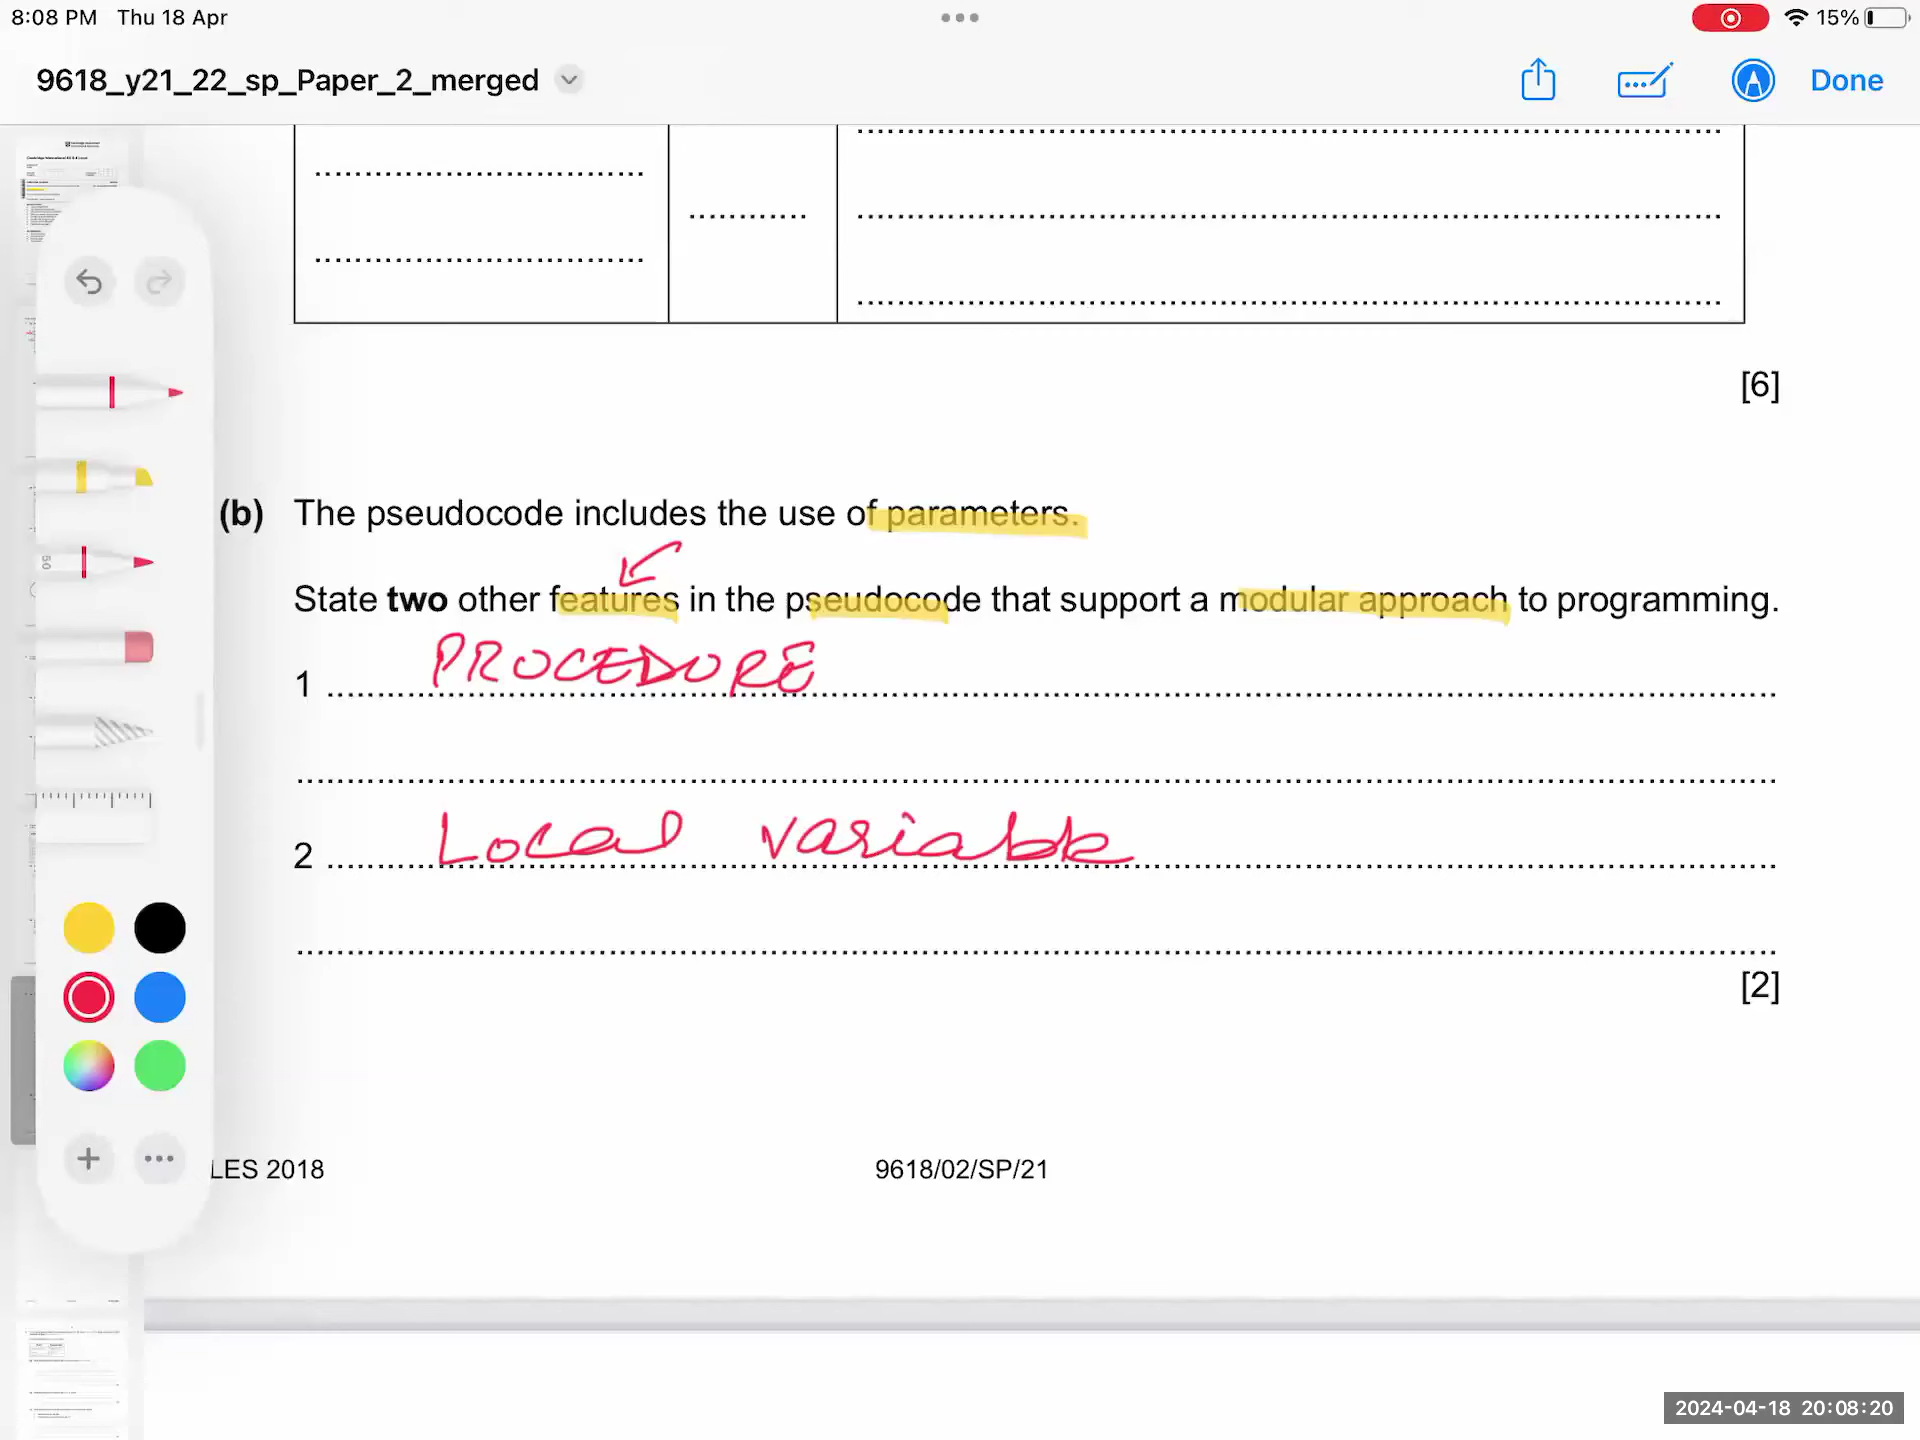 8:08 PM Thu 18 Apr
15%
9618_y21_22_sp_Paper_2_merged
Done
[6]
(b) The pseudocode includes the use of parameters.
State two other features in the pseudocode that support a modular approach to programming.
1 PROCEDURE
2 Local variable
[2]
LES 2018
9618/02/SP/21
50
2024-04-18 20:08:20